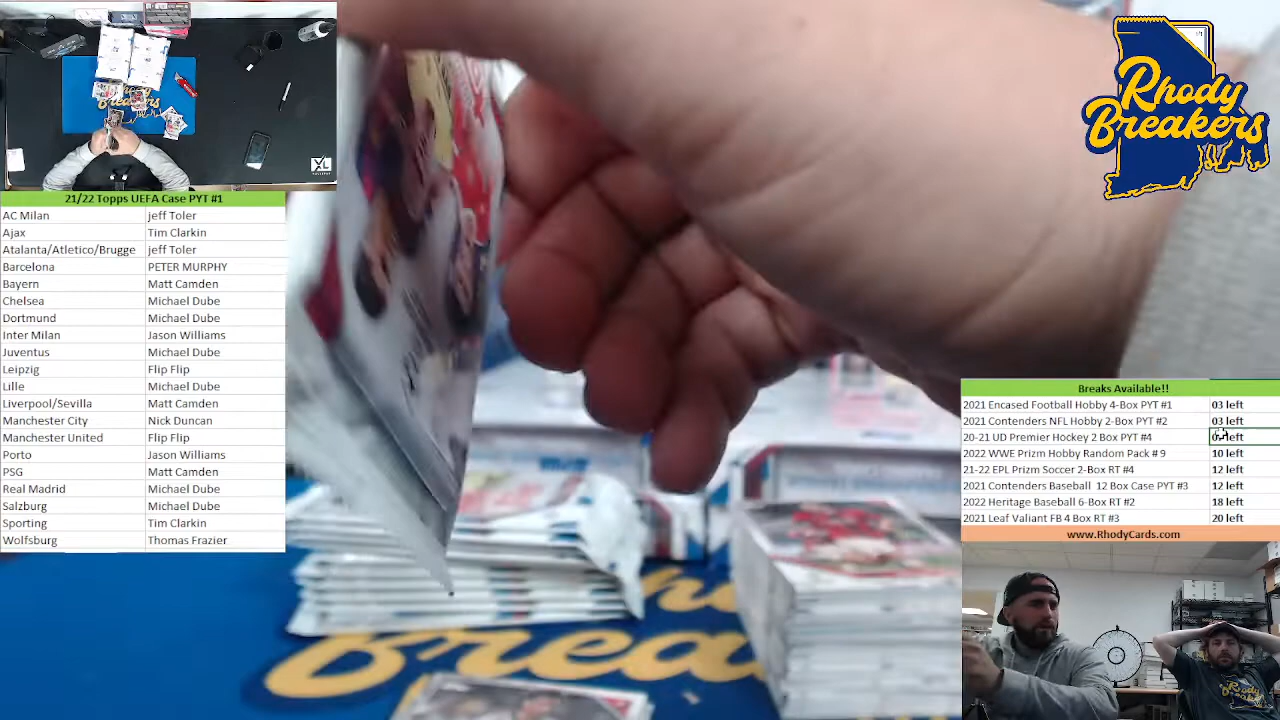 21/22 Topps UEFA Case PYT #1
AC Milan jeff Toler
Ajax Tim Clarkin
Atalanta/Atletico/Brugge jeff Toler
Barcelona PETER MURPHY
Bayern Matt Camden
Chelsea Michael Dube
Dortmund Michael Dube
Inter Milan Jason Williams
Juventus Michael Dube
Leipzig Flip Flip
Lille Michael Dube
Liverpool/Sevilla Matt Camden
Manchester City Nick Duncan
Manchester United Flip Flip
Porto Jason Williams
PSG Matt Camden
Real Madrid Michael Dube
Salzburg Michael Dube
Sporting Tim Clarkin
Wolfsburg Thomas Frazier
Rhody
Breakers
Breakers Available!!
2021 Encased Football Hobby 4-Box PYT #1 03 left
2021 Contenders NFL Hobby 2-Box PYT #2 03 left
20-21 UD Premier Hockey 2 Box PYT #4 left
2022 WWE Prizm Hobby Random Pack # 9 10 left
21-22 EPL Prizm Soccer 2-Box RT #4 12 left
2021 Contenders Baseball 12 Box Case PYT #3 12 left
2022 Heritage Baseball 6-Box RT #2 18 left
2021 Leaf Valiant FB 4 Box RT #3 20 left
www.RhodyCards.com